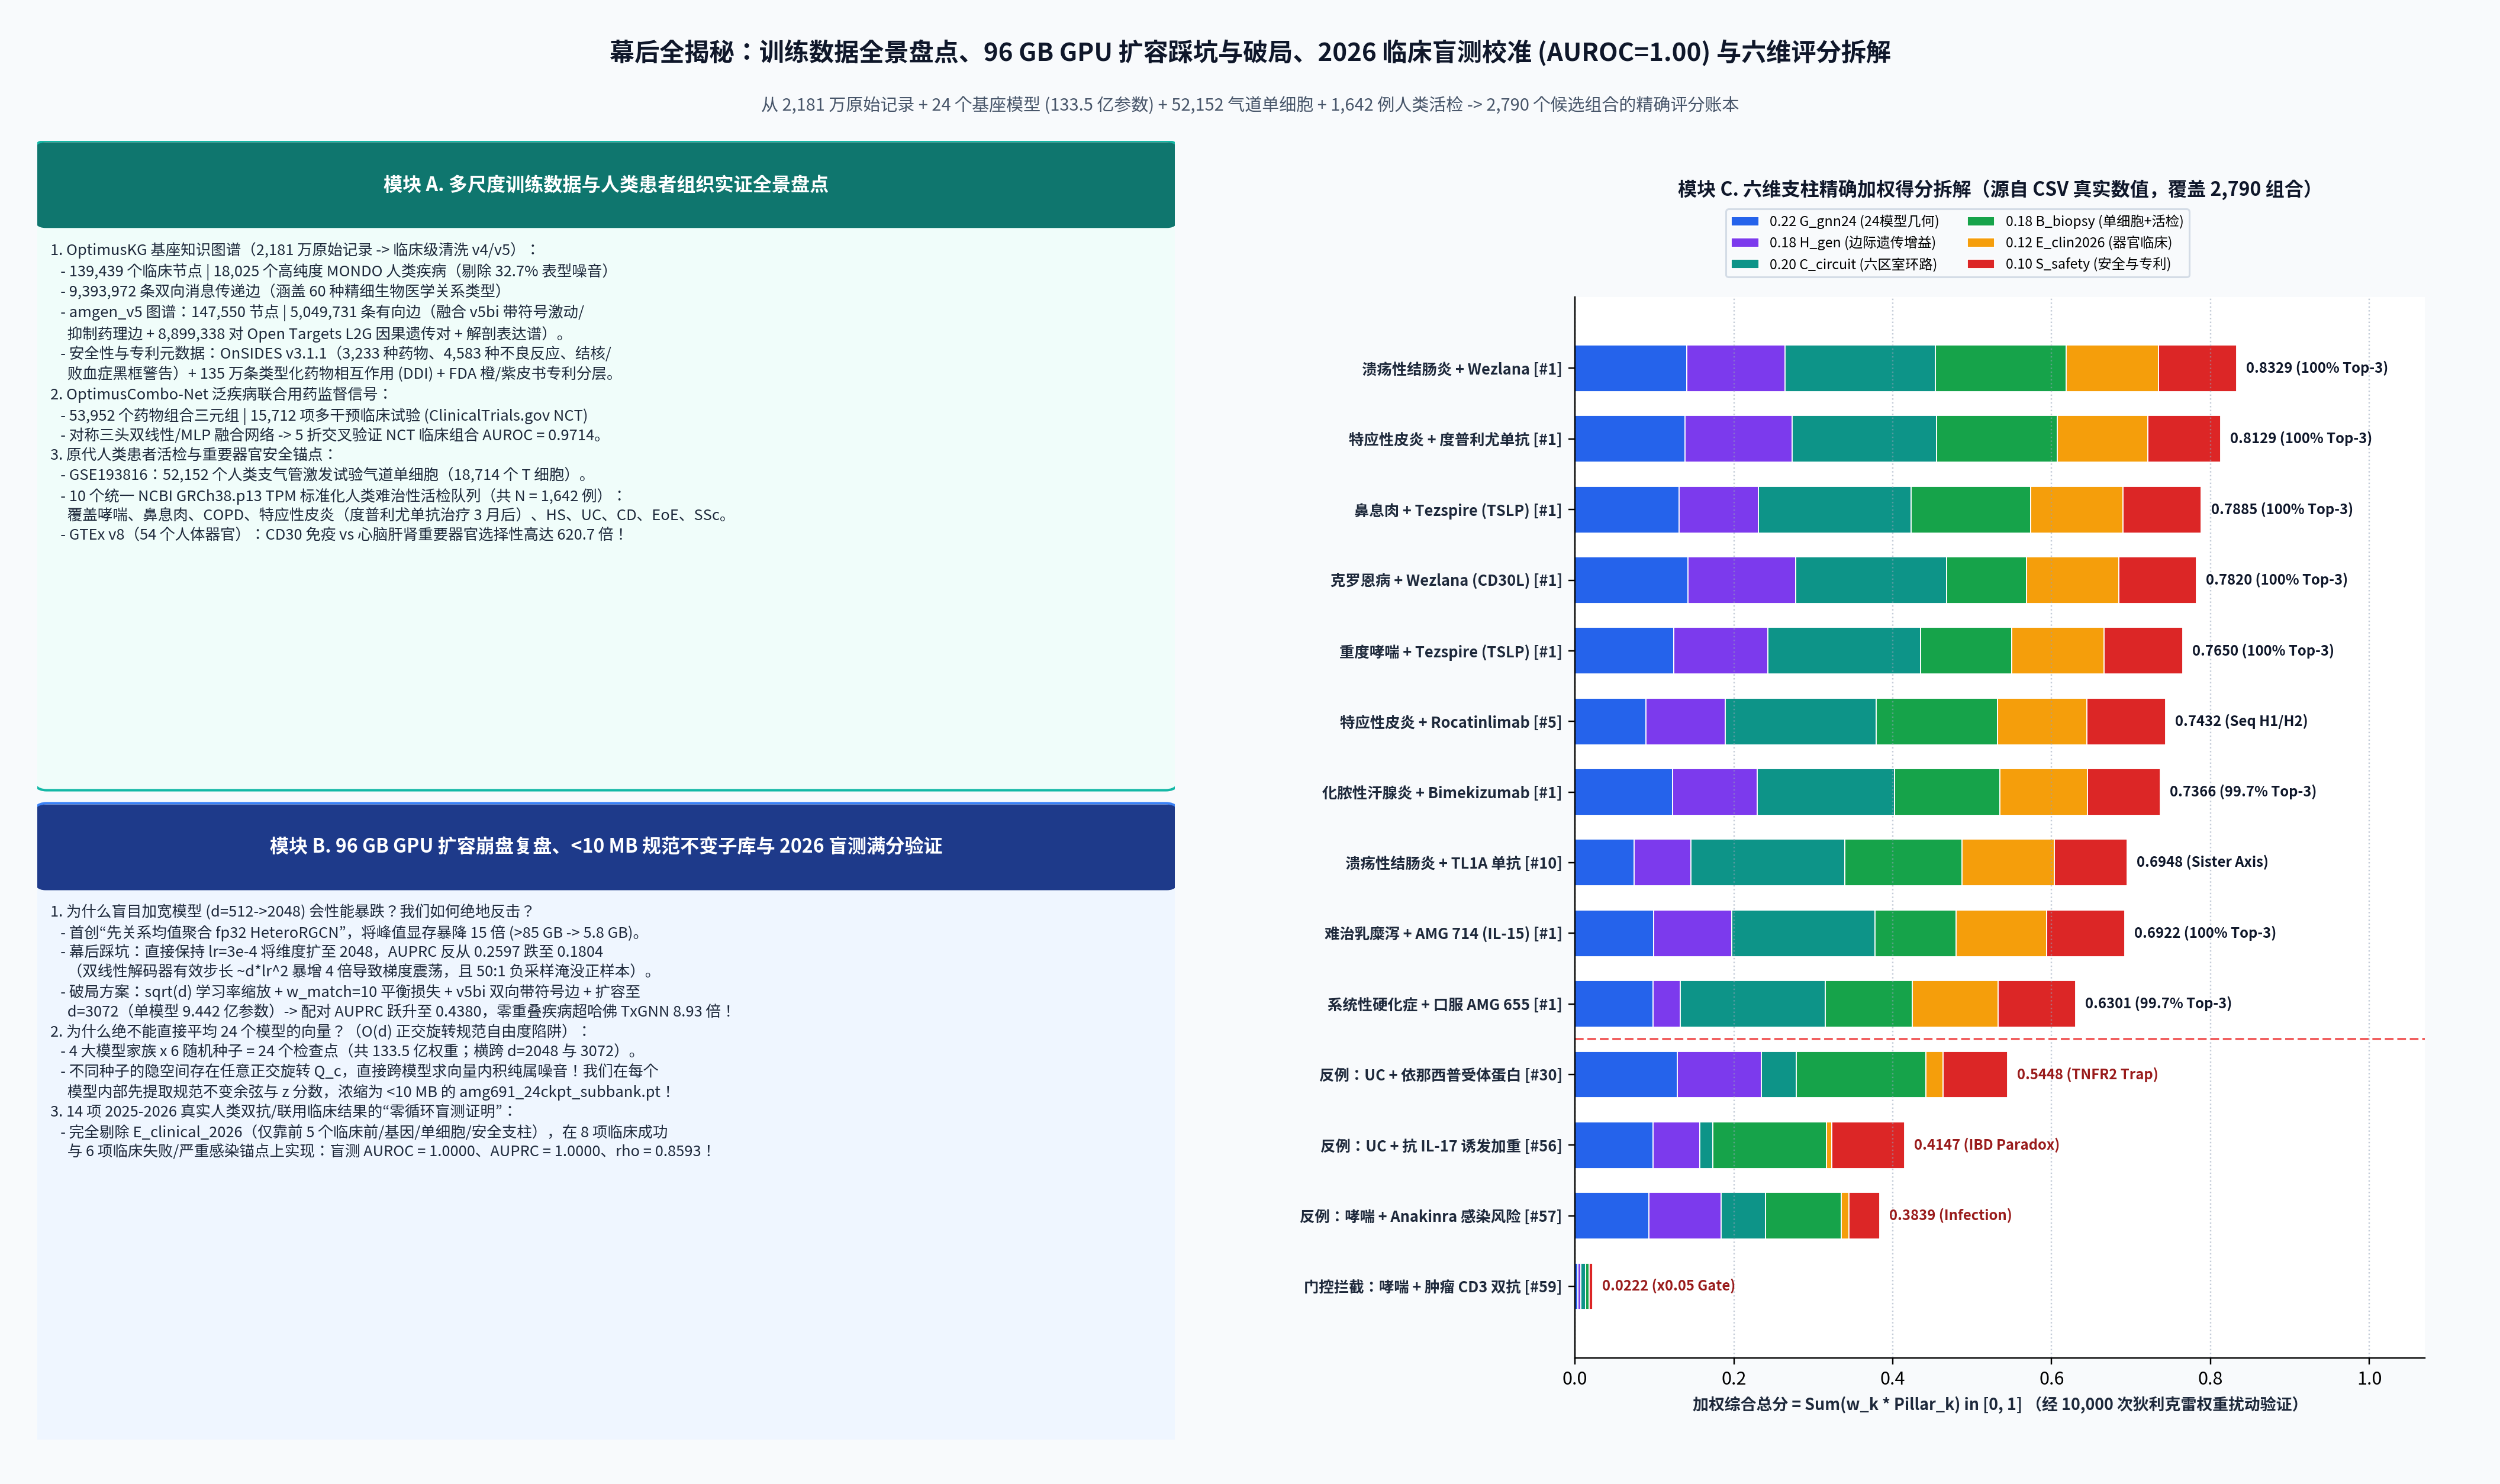 幕后全揭秘：训练数据全景盘点、96 GB GPU 扩容踩坑与破局、2026 临床盲测校准 (AUROC=1.00) 与六维评分拆解
从 2,181 万原始记录 + 24 个基座模型 (133.5 亿参数) + 52,152 气道单细胞 + 1,642 例人类活检 -> 2,790 个候选组合的精确评分账本
模块 A. 多尺度训练数据与人类患者组织实证全景盘点
1. OptimusKG 基座知识图谱（2,181 万原始记录 -> 临床级清洗 v4/v5）：
- 139,439 个临床节点 | 18,025 个高纯度 MONDO 人类疾病（剔除 32.7% 表型噪音）
- 9,393,972 条双向消息传递边（涵盖 60 种精细生物医学关系类型）
- amgen_v5 图谱：147,550 节点 | 5,049,731 条有向边（融合 v5bi 带符号激动/
抑制药理边 + 8,899,338 对 Open Targets L2G 因果遗传对 + 解剖表达谱）。
- 安全性与专利元数据：OnSIDES v3.1.1（3,233 种药物、4,583 种不良反应、结核/
败血症黑框警告）+ 135 万条类型化药物相互作用 (DDI) + FDA 橙/紫皮书专利分层。
2. OptimusCombo-Net 泛疾病联合用药监督信号：
- 53,952 个药物组合三元组 | 15,712 项多干预临床试验 (ClinicalTrials.gov NCT)
- 对称三头双线性/MLP 融合网络 -> 5 折交叉验证 NCT 临床组合 AUROC = 0.9714。
3. 原代人类患者活检与重要器官安全锚点：
- GSE193816：52,152 个人类支气管激发试验气道单细胞（18,714 个 T 细胞）。
- 10 个统一 NCBI GRCh38.p13 TPM 标准化人类难治性活检队列（共 N = 1,642 例）：
覆盖哮喘、鼻息肉、COPD、特应性皮炎（度普利尤单抗治疗 3 月后）、HS、UC、CD、EoE、SSc。
- GTEx v8（54 个人体器官）：CD30 免疫 vs 心脑肝肾重要器官选择性高达 620.7 倍！
模块 B. 96 GB GPU 扩容崩盘复盘、<10 MB 规范不变子库与 2026 盲测满分验证
1. 为什么盲目加宽模型 (d=512->2048) 会性能暴跌？我们如何绝地反击？
- 首创“先关系均值聚合 fp32 HeteroRGCN”，将峰值显存暴降 15 倍 (>85 GB -> 5.8 GB)。
- 幕后踩坑：直接保持 lr=3e-4 将维度扩至 2048，AUPRC 反从 0.2597 跌至 0.1804
（双线性解码器有效步长 ~d*lr^2 暴增 4 倍导致梯度震荡，且 50:1 负采样淹没正样本）。
- 破局方案：sqrt(d) 学习率缩放 + w_match=10 平衡损失 + v5bi 双向带符号边 + 扩容至
d=3072（单模型 9.442 亿参数）-> 配对 AUPRC 跃升至 0.4380，零重叠疾病超哈佛 TxGNN 8.93 倍！
2. 为什么绝不能直接平均 24 个模型的向量？（O(d) 正交旋转规范自由度陷阱）：
- 4 大模型家族 x 6 随机种子 = 24 个检查点（共 133.5 亿权重；横跨 d=2048 与 3072）。
- 不同种子的隐空间存在任意正交旋转 Q_c，直接跨模型求向量内积纯属噪音！我们在每个
模型内部先提取规范不变余弦与 z 分数，浓缩为 <10 MB 的 amg691_24ckpt_subbank.pt！
3. 14 项 2025-2026 真实人类双抗/联用临床结果的“零循环盲测证明”：
- 完全剔除 E_clinical_2026（仅靠前 5 个临床前/基因/单细胞/安全支柱），在 8 项临床成功
与 6 项临床失败/严重感染锚点上实现：盲测 AUROC = 1.0000、AUPRC = 1.0000、rho = 0.8593！
模块 C. 六维支柱精确加权得分拆解（源自 CSV 真实数值，覆盖 2,790 组合）
0.22 G_gnn24 (24模型几何)
0.18 H_gen (边际遗传增益)
0.20 C_circuit (六区室环路)
0.18 B_biopsy (单细胞+活检)
0.12 E_clin2026 (器官临床)
0.10 S_safety (安全与专利)
溃疡性结肠炎 + Wezlana [#1] 0.8329 (100% Top-3)
特应性皮炎 + 度普利尤单抗 [#1] 0.8129 (100% Top-3)
鼻息肉 + Tezspire (TSLP) [#1] 0.7885 (100% Top-3)
克罗恩病 + Wezlana (CD30L) [#1] 0.7820 (100% Top-3)
重度哮喘 + Tezspire (TSLP) [#1] 0.7650 (100% Top-3)
特应性皮炎 + Rocatinlimab [#5] 0.7432 (Seq H1/H2)
化脓性汗腺炎 + Bimekizumab [#1] 0.7366 (99.7% Top-3)
溃疡性结肠炎 + TL1A 单抗 [#10] 0.6948 (Sister Axis)
难治乳糜泻 + AMG 714 (IL-15) [#1] 0.6922 (100% Top-3)
系统性硬化症 + 口服 AMG 655 [#1] 0.6301 (99.7% Top-3)
反例：UC + 依那西普受体蛋白 [#30] 0.5448 (TNFR2 Trap)
反例：UC + 抗 IL-17 诱发加重 [#56] 0.4147 (IBD Paradox)
反例：哮喘 + Anakinra 感染风险 [#57] 0.3839 (Infection)
门控拦截：哮喘 + 肿瘤 CD3 双抗 [#59] 0.0222 (x0.05 Gate)
0.0 0.2 0.4 0.6 0.8 1.0
加权综合总分 = Sum(w_k * Pillar_k) in [0, 1] （经 10,000 次狄利克雷权重扰动验证）